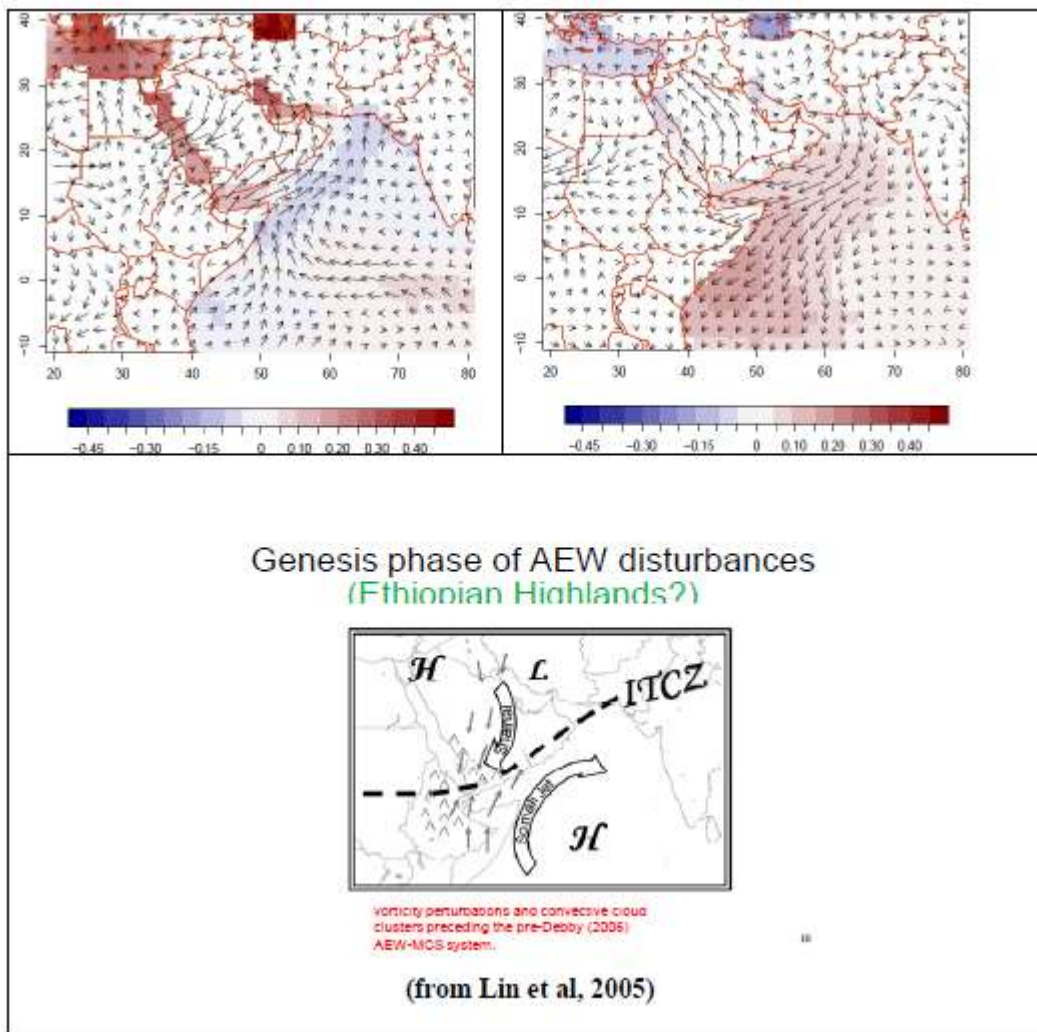 40
30
20
10
0
−10
20 30 40 50 60 70 80
−0.45 −0.30 −0.15 0 0.10 0.20 0.30 0.40
40
30
20
10
0
−10
20 30 40 50 60 70 80
−0.45 −0.30 −0.15 0 0.10 0.20 0.30 0.40
Genesis phase of AEW disturbances
(Ethiopian Highlands?)
H
L
ITCZ
Shamal
Somali Jet
H
vorticity perturbations and convective cloud
clusters preceding the pre-Debby (2006)
AEW-MCS system.
(from Lin et al, 2005)